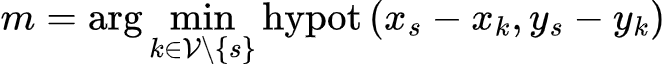 m = arg min_{k∈𝒱\{s}} hypot (x_s − x_k, y_s − y_k)